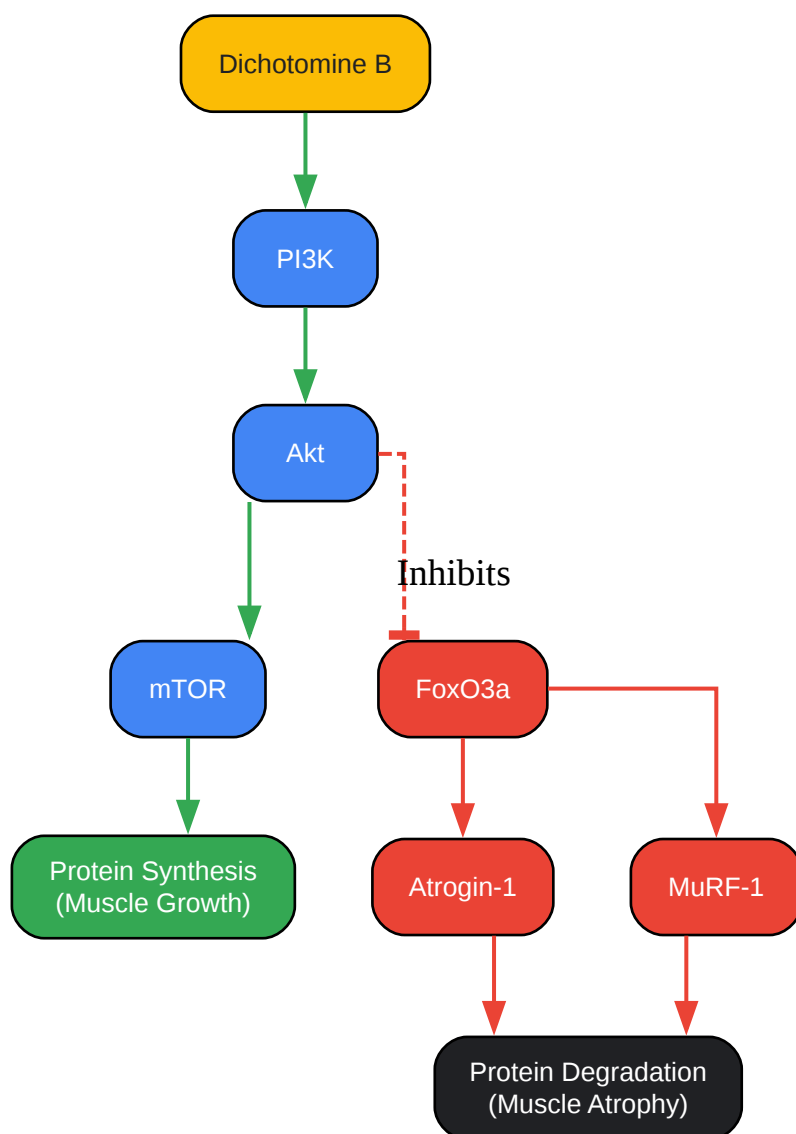 Dichotomine B
PI3K
Akt
Inhibits
mTOR
FoxO3a
Protein Synthesis
(Muscle Growth)
Atrogin-1
MuRF-1
Protein Degradation
(Muscle Atrophy)